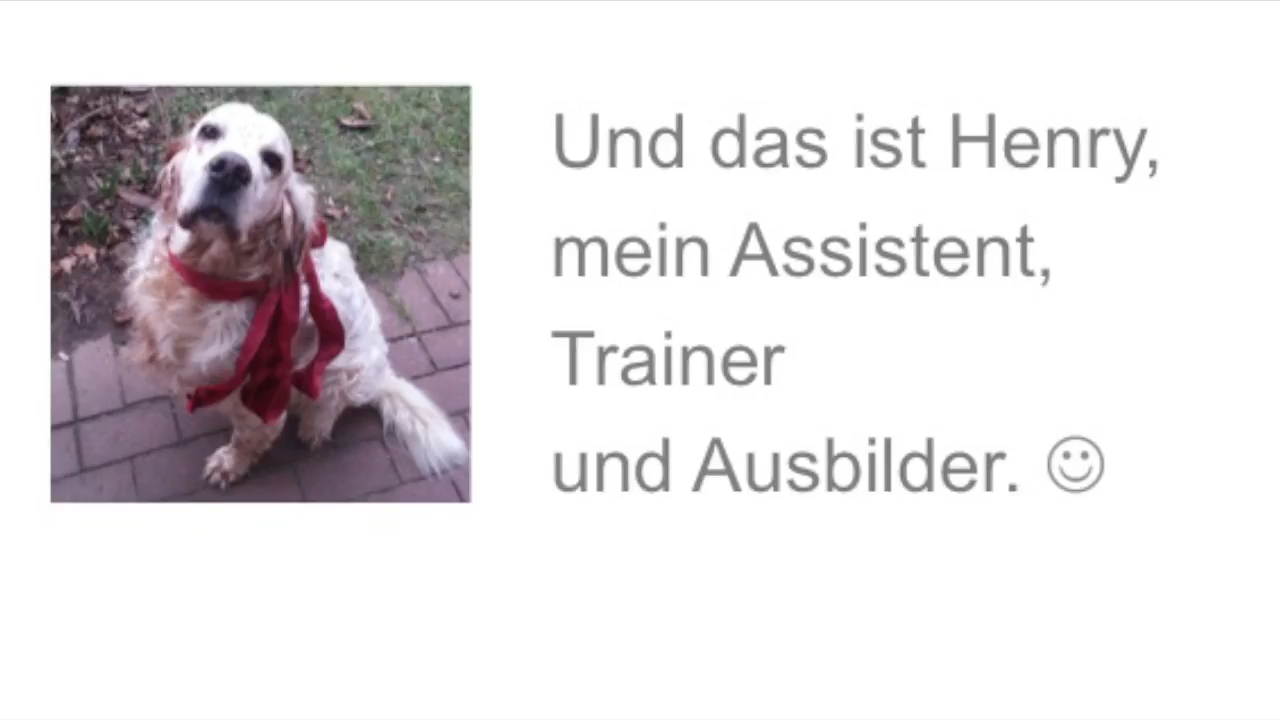 Und das ist Henry,
mein Assistent,
Trainer
und Ausbilder. ☺